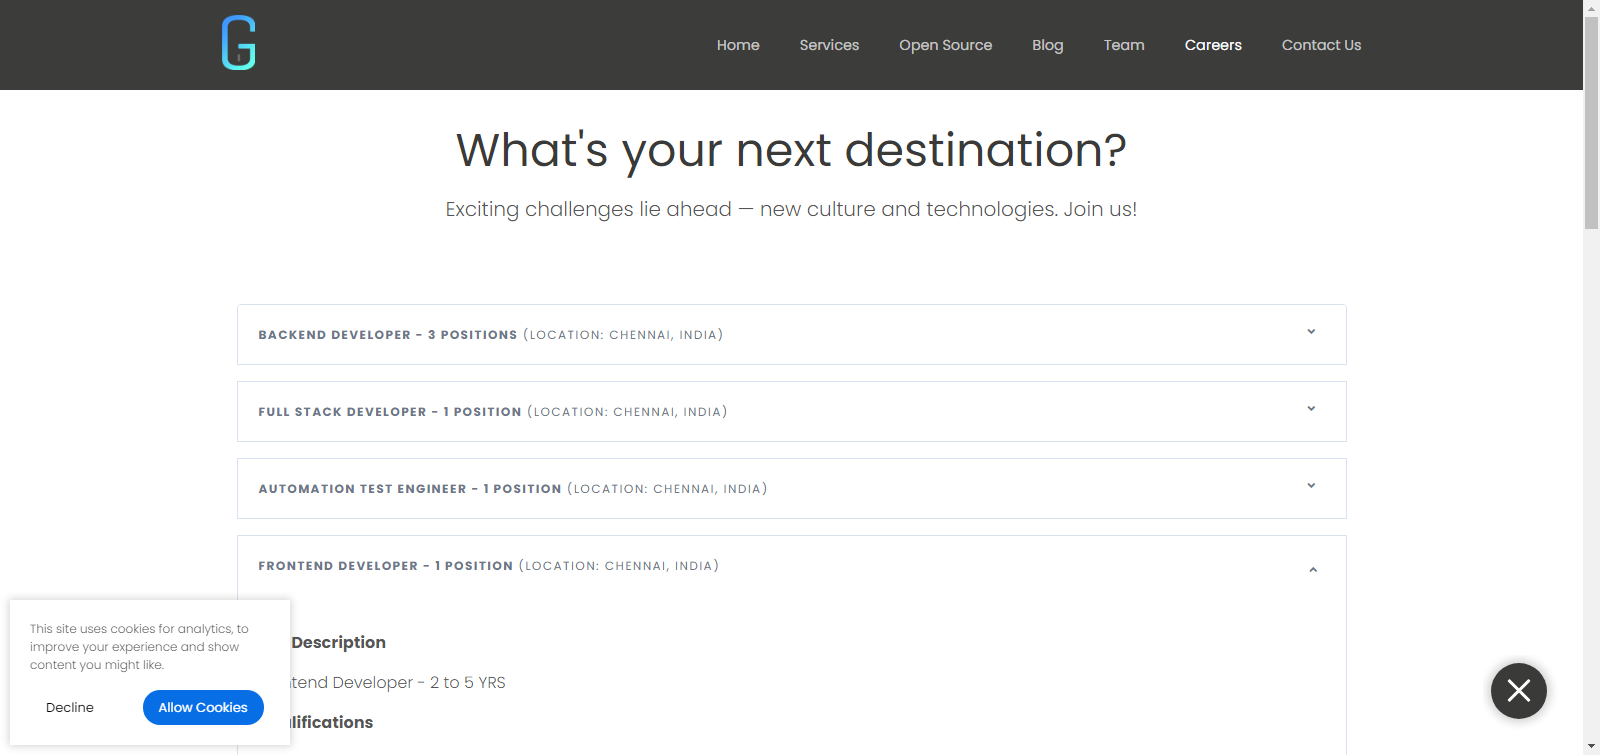 G
Home Services Open Source Blog Team Careers Contact Us
What's your next destination?
Exciting challenges lie ahead — new culture and technologies. Join us!
BACKEND DEVELOPER - 3 POSITIONS (LOCATION: CHENNAI, INDIA)
FULL STACK DEVELOPER - 1 POSITION (LOCATION: CHENNAI, INDIA)
AUTOMATION TEST ENGINEER - 1 POSITION (LOCATION: CHENNAI, INDIA)
FRONTEND DEVELOPER - 1 POSITION (LOCATION: CHENNAI, INDIA)
Description
ntend Developer - 2 to 5 YRS
lifications
This site uses cookies for analytics, to
improve your experience and show
content you might like.
Decline Allow Cookies